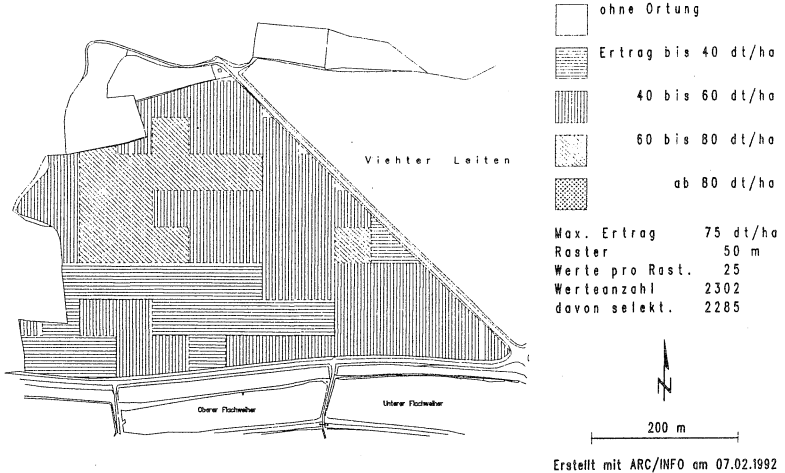 ohne Ortung
Ertrag bis 40 dt/ha
40 bis 60 dt/ha
60 bis 80 dt/ha
ab 80 dt/ha
Viehter Leiten
Max. Ertrag 75 dt/ha
Raster 50 m
Werte pro Rast. 25
Werteanzahl 2302
davon selekt. 2285
N
200 m
Oberer Flachweiher
Unterer Flachweiher
Erstellt mit ARC/INFO am 07.02.1992